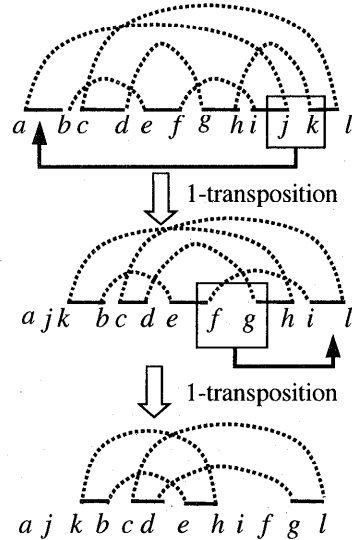 a b c d e f g h i j k l
1-transposition
a j k b c d e f g h i l
1-transposition
a j k b c d e h i f g l